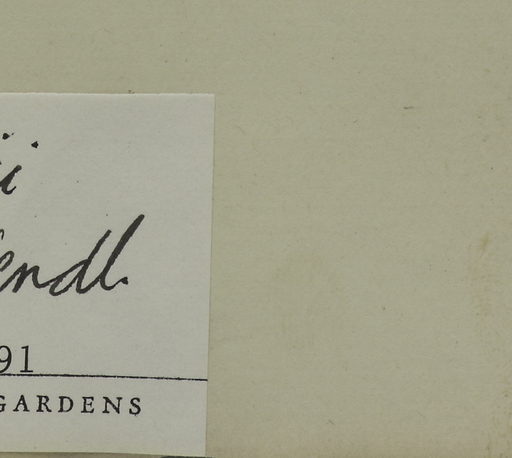 ii
endl.
91
GARDENS